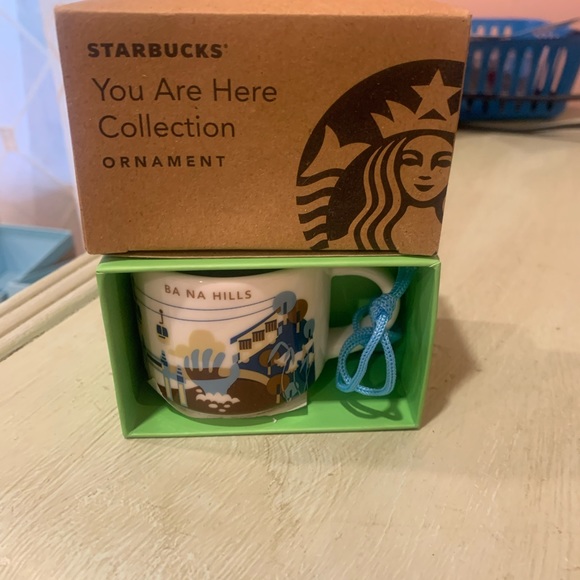 STARBUCKS®
You Are Here
Collection
ORNAMENT
BA NA HILLS